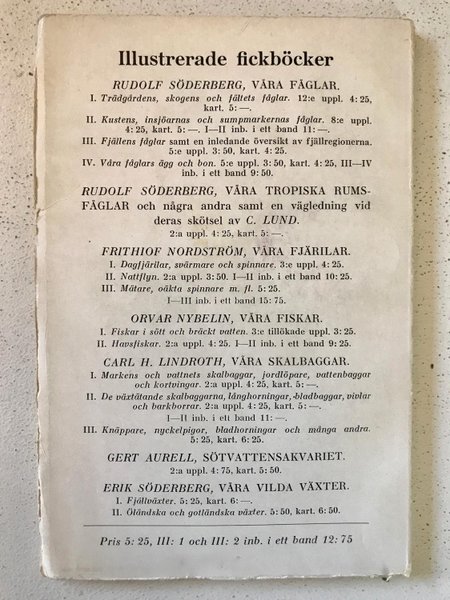 Illustrerade fickböcker
RUDOLF SÖDERBERG, VÅRA FÅGLAR.
I. Trädgårdens, skogens och fältets fåglar. 12:e uppl. 4: 25,
kart. 5: —.
II. Kustens, insjöarnas och sumpmarkernas fåglar. 8:e uppl.
4: 25, kart. 5: —. I—II inb. i ett band 11: —.
III. Fjällens fåglar samt en inledande översikt av fjällregionerna.
5:e uppl. 3: 50, kart. 4: 25.
IV. Våra fåglars ägg och bon. 5:e uppl. 3: 50, kart. 4: 25, III—IV
inb. i ett band 9: 50.
RUDOLF SÖDERBERG, VÅRA TROPISKA RUMS-
FÅGLAR och några andra samt en vägledning vid
deras skötsel av C. LUND.
2:a uppl. 4: 25, kart. 5: —.
FRITHIOF NORDSTRÖM, VÅRA FJÄRILAR.
I. Dagfjärilar, svärmare och spinnare. 3:e uppl. 4: 25.
II. Nattflyn. 2:a uppl. 3: 50. I—II inb. i ett band 10: 25.
III. Mätare, oäkta spinnare m. fl. 5: 25.
I—III inb. i ett band 15: 75.
ORVAR NYBELIN, VÅRA FISKAR.
I. Fiskar i sött och bräckt vatten. 3:e tillökade uppl. 3: 25.
II. Havsfiskar. 2:a uppl. 4: 25. I—II inb. i ett band 9: 25.
CARL H. LINDROTH, VÅRA SKALBAGGAR.
I. Markens och vattnets skalbaggar, jordlöpare, vattenbaggar
och kortvingar. 2:a uppl. 4: 25, kart. 5: —.
II. De växtätande skalbaggarna, långhorningar, bladbaggar, vivlar
och barkborrar. 2:a uppl. 4: 25, kart. 5: —.
I—II inb. i ett band 11: —.
III. Knäppare, nyckelpigor, bladhorningar och många andra.
5: 25, kart. 6: 25.
GERT AURELL, SÖTVATTENSAKVARIET.
2:a uppl. 4: 75, kart. 5: 50.
ERIK SÖDERBERG, VÅRA VILDA VÄXTER.
I. Fjällväxter. 5: 25, kart. 6: —.
II. Öländska och gotländska växter. 5: 50, kart. 6: 50.
Pris 5: 25, III: 1 och III: 2 inb. i ett band 12: 75